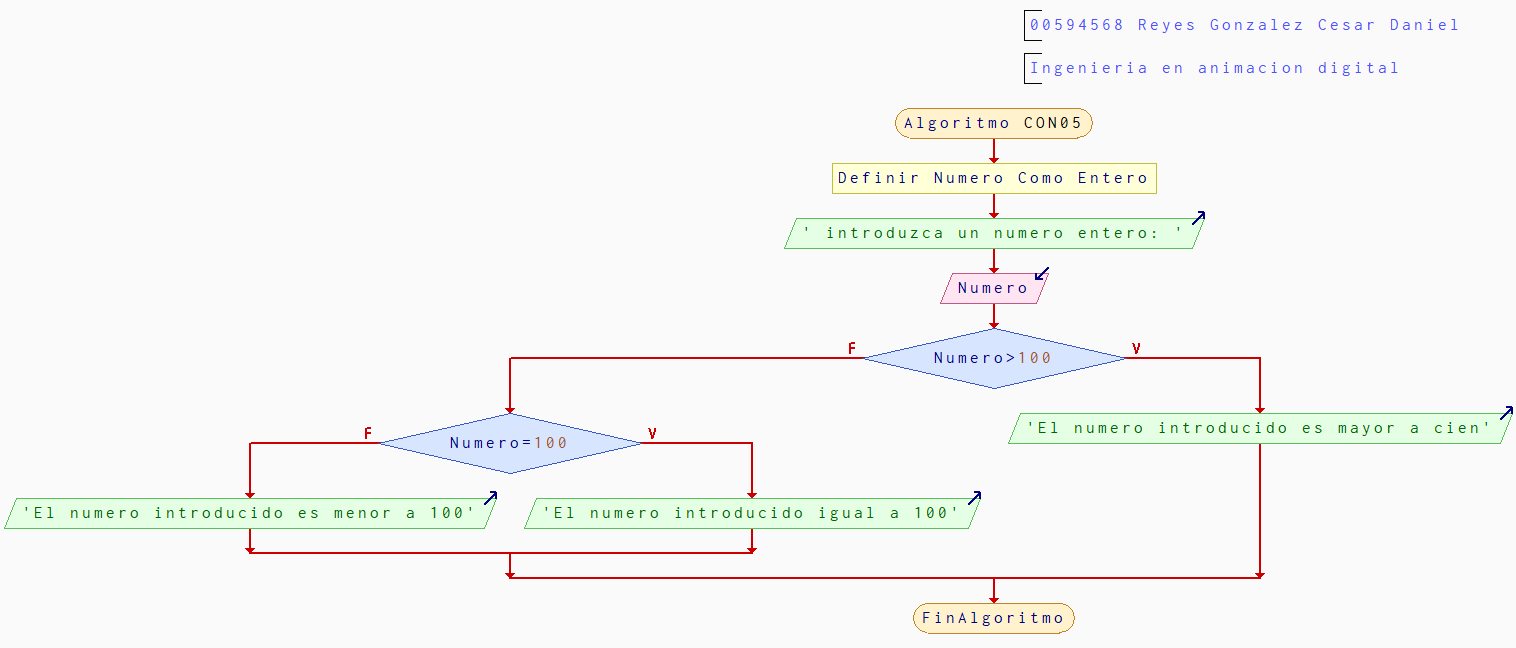 00594568 Reyes Gonzalez Cesar Daniel
Ingenieria en animacion digital
Algoritmo CON05
Definir Numero Como Entero
' introduzca un numero entero: '
Numero
F
Numero>100
V
'El numero introducido es mayor a cien'
F
Numero=100
V
'El numero introducido es menor a 100'
'El numero introducido igual a 100'
FinAlgoritmo